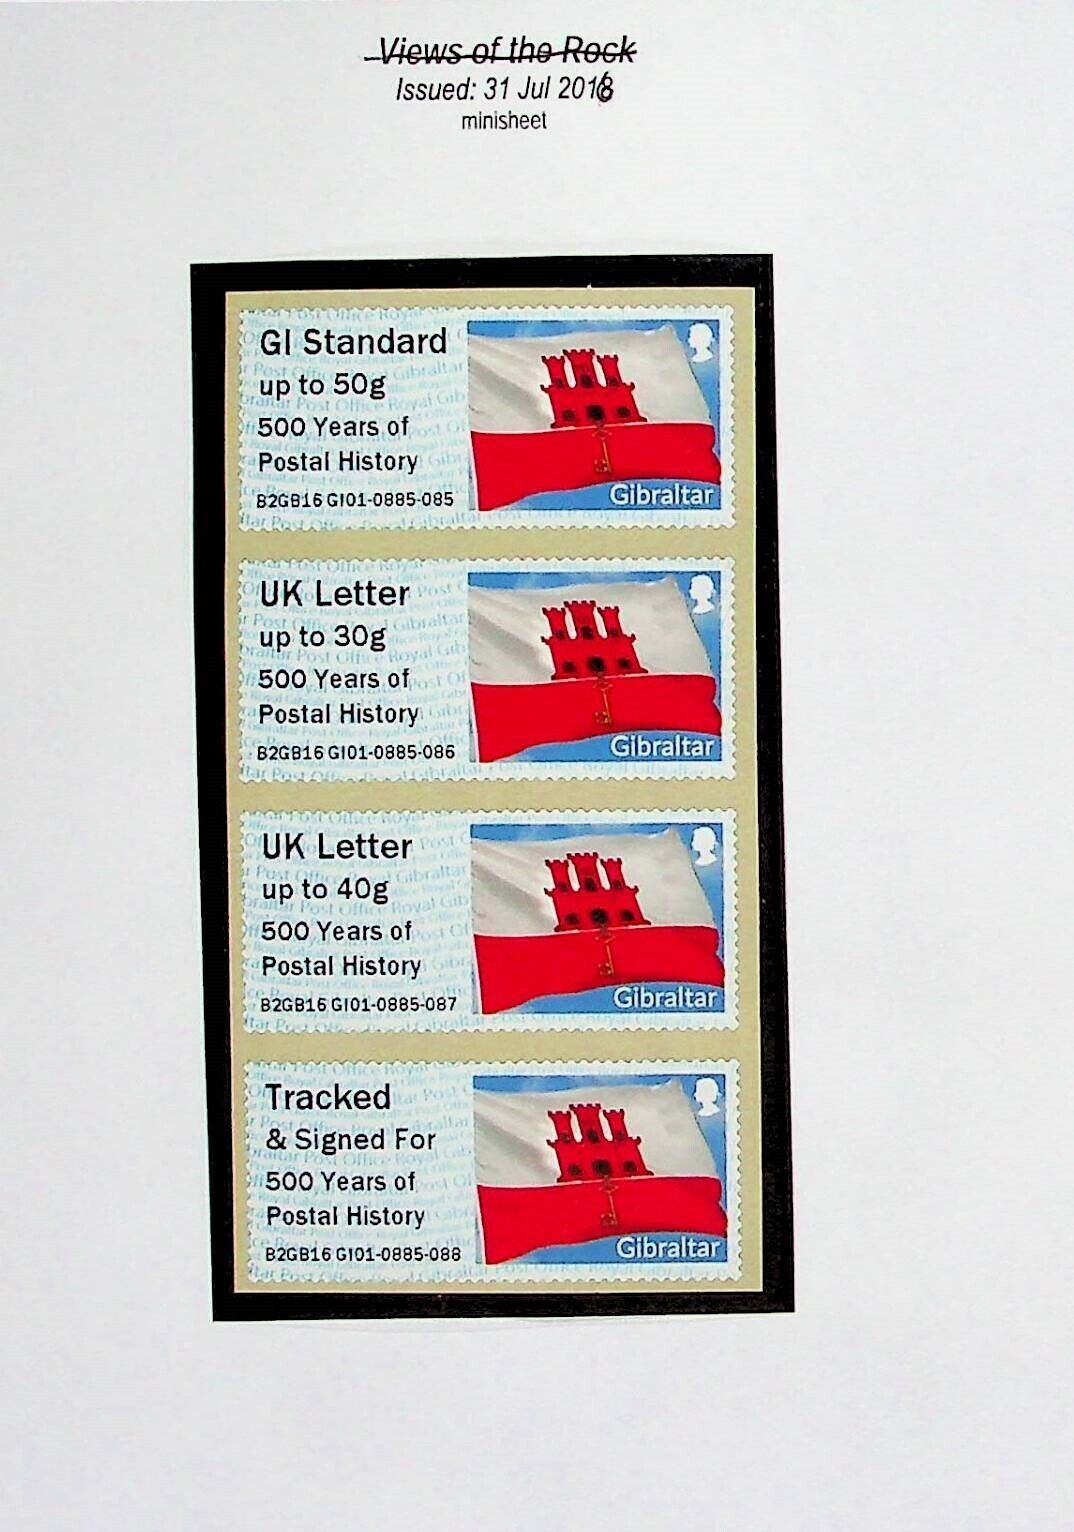 Views of the Rock
Issued: 31 Jul 2016
minisheet
GI Standard
up to 50g
500 Years of
Postal History
B2GB16 GI01-0885-085
Gibraltar
UK Letter
up to 30g
500 Years of
Postal History
B2GB16 GI01-0885-086
Gibraltar
UK Letter
up to 40g
500 Years of
Postal History
B2GB16 GI01-0885-087
Gibraltar
Tracked
& Signed For
500 Years of
Postal History
B2GB16 GI01-0885-088
Gibraltar